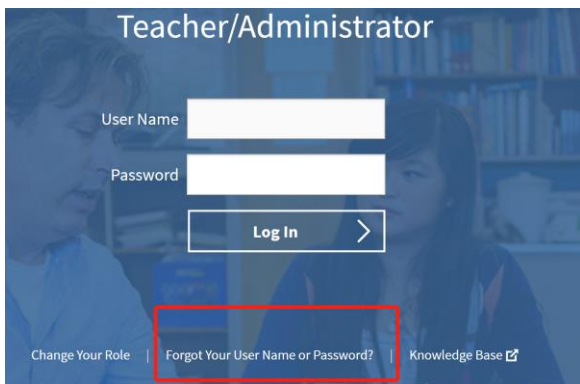 Teacher/Administrator
User Name
Password
Log In
Change Your Role | Forgot Your User Name or Password? | Knowledge Base